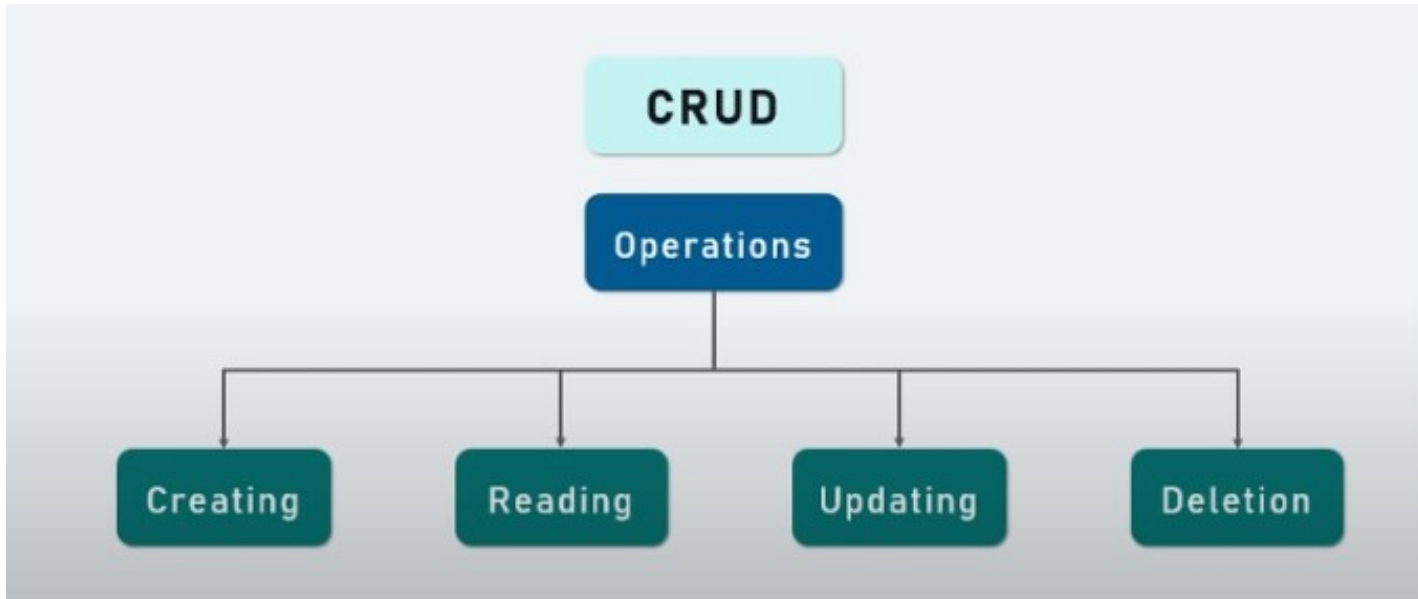 CRUD
Operations
Creating
Reading
Updating
Deletion